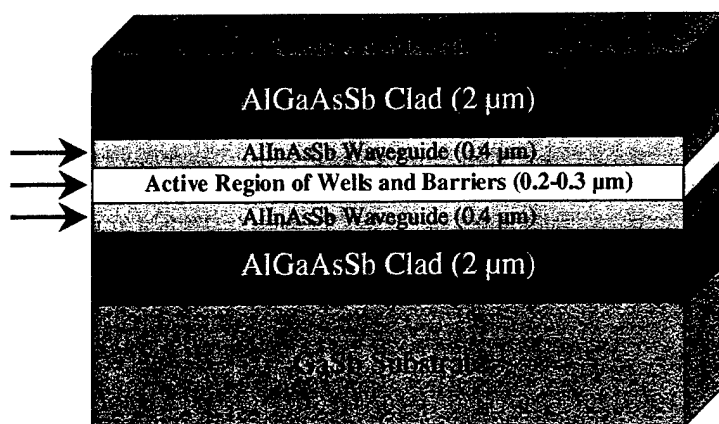 AlGaAsSb Clad (2 µm)
AlInAsSb Waveguide (0.4 µm)
Active Region of Wells and Barriers (0.2-0.3 µm)
AlInAsSb Waveguide (0.4 µm)
AlGaAsSb Clad (2 µm)
GaSb Substrate